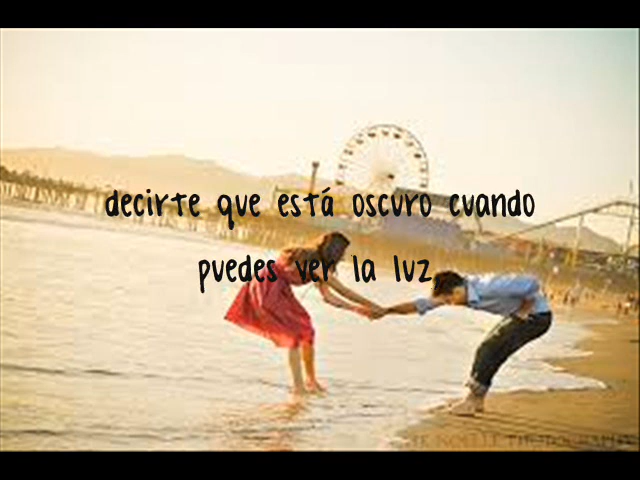 decirte que está oscuro cuando
puedes ver la luz